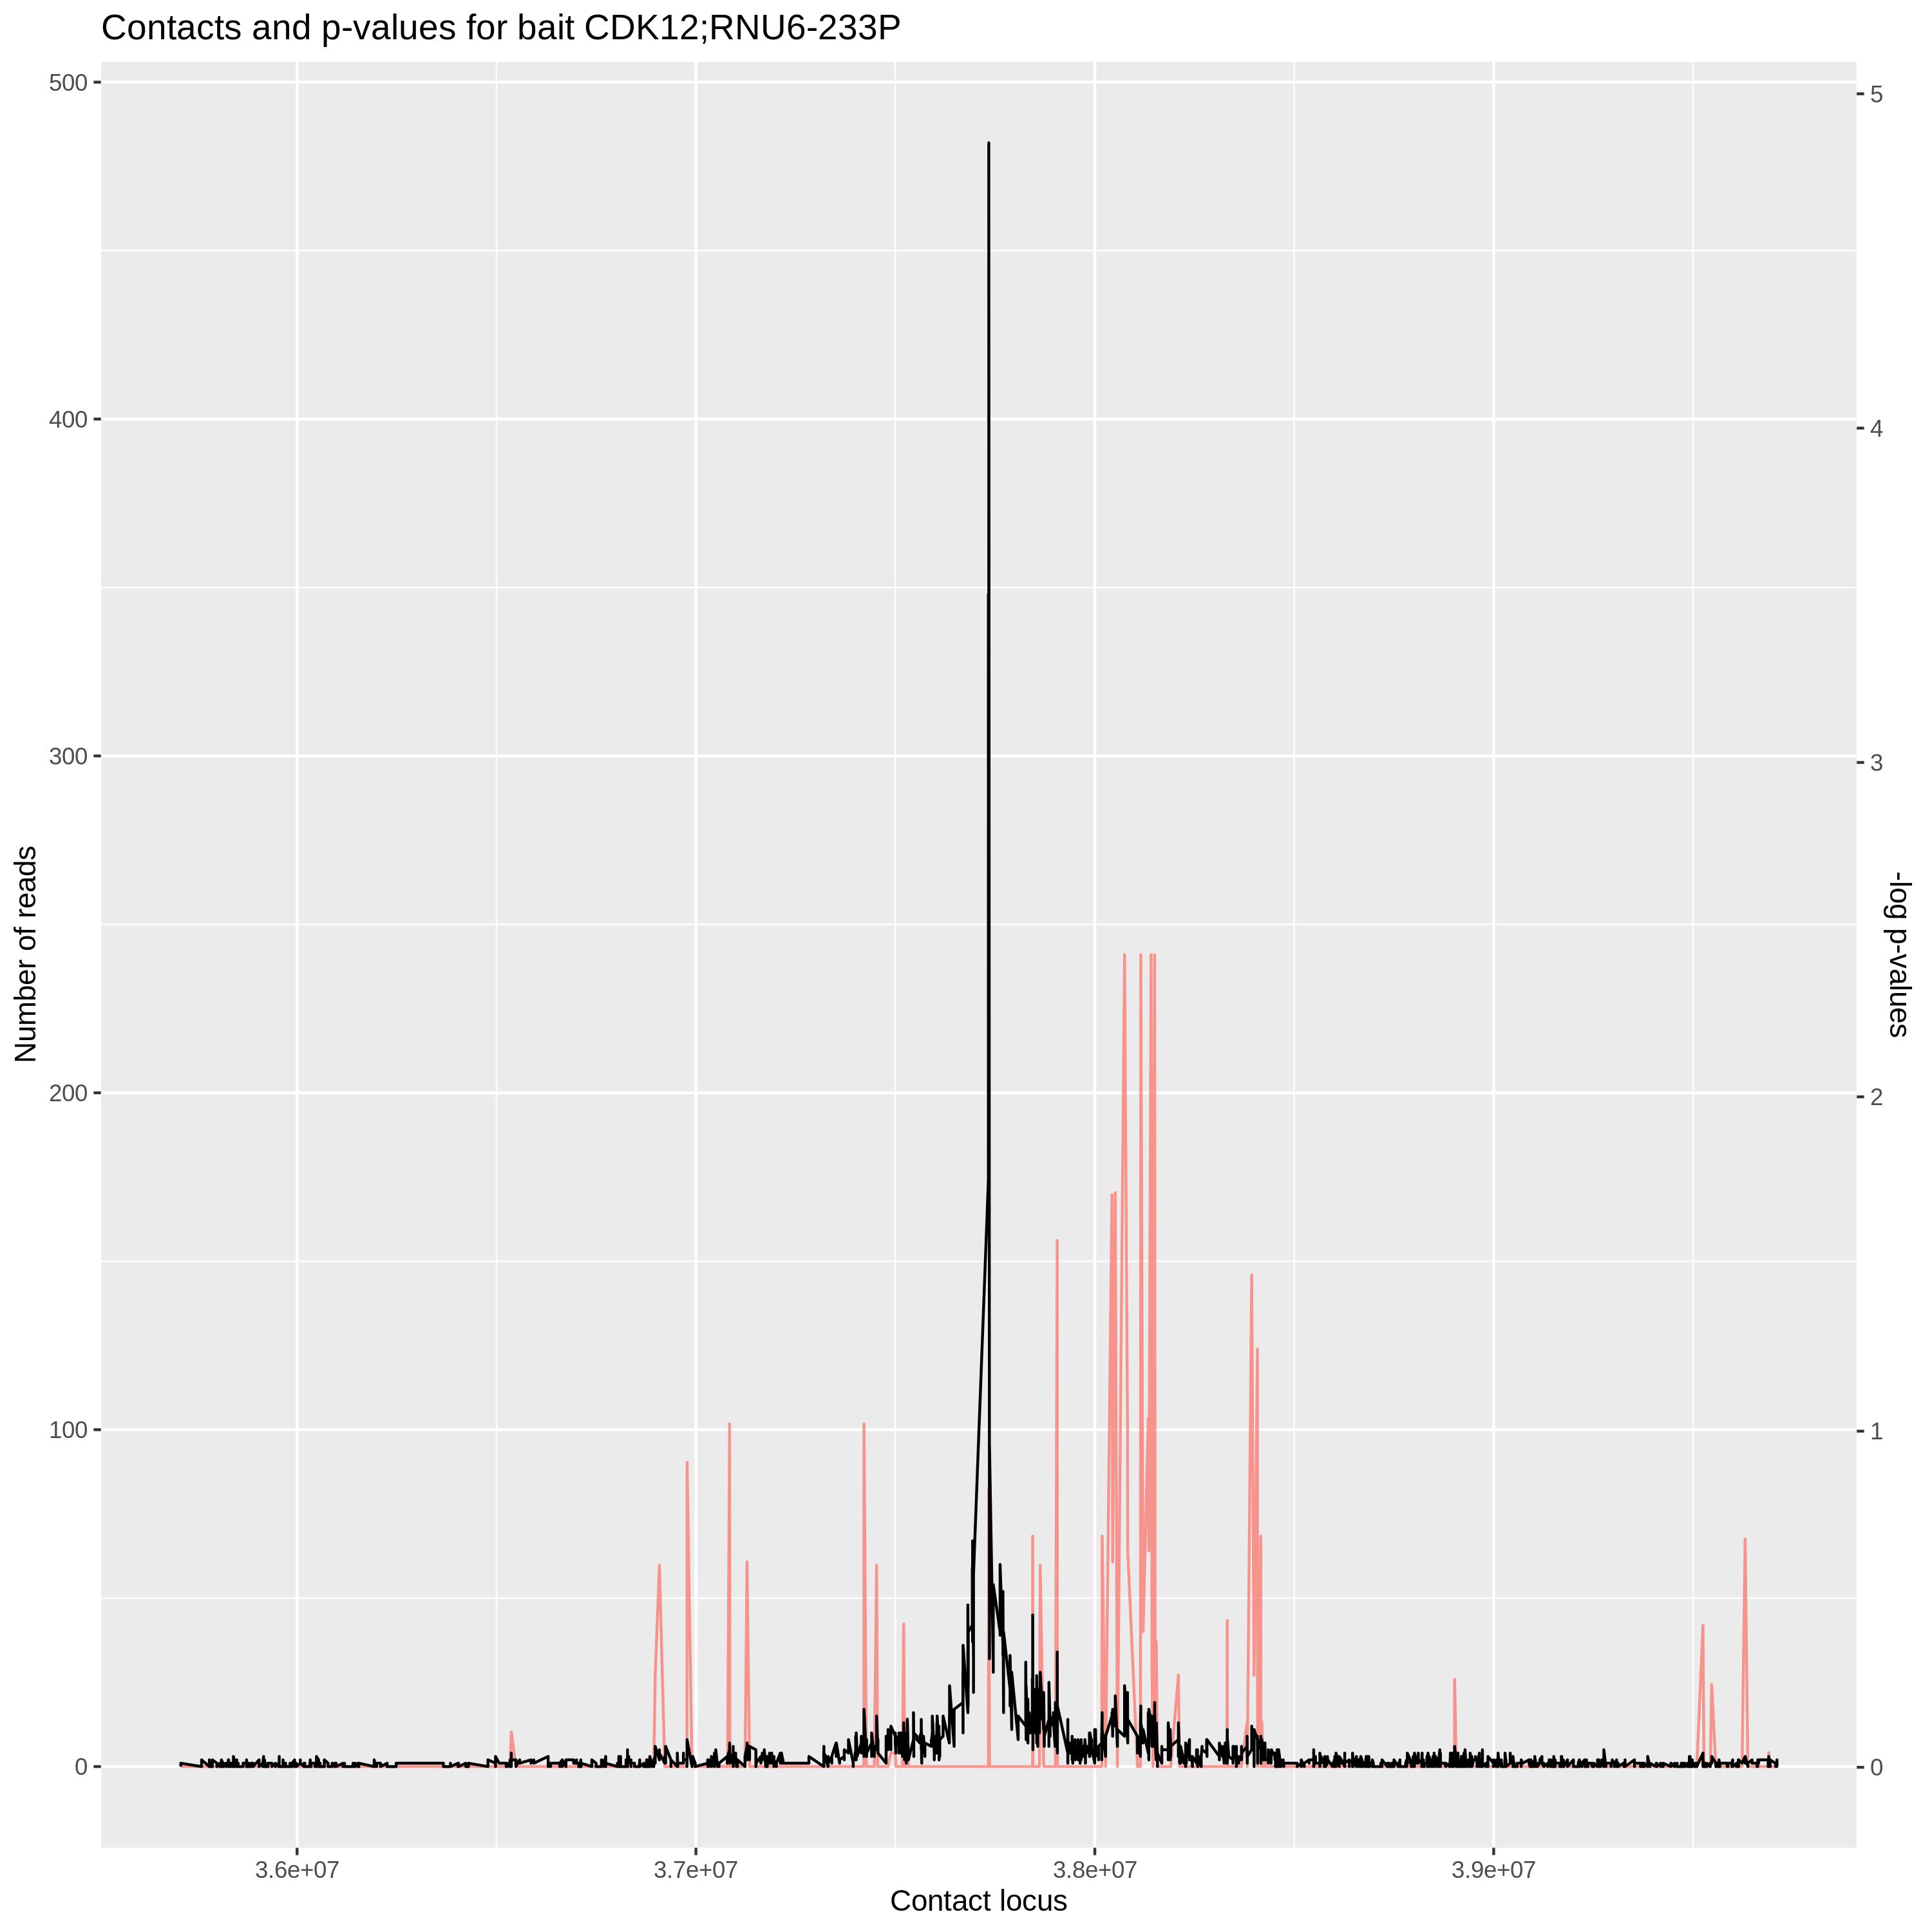 Contacts and p-values for bait CDK12;RNU6-233P
500
400
300
200
100
0
Number of reads
5
4
3
2
1
0
-log p-values
3.6e+07
3.7e+07
3.8e+07
3.9e+07
Contact locus